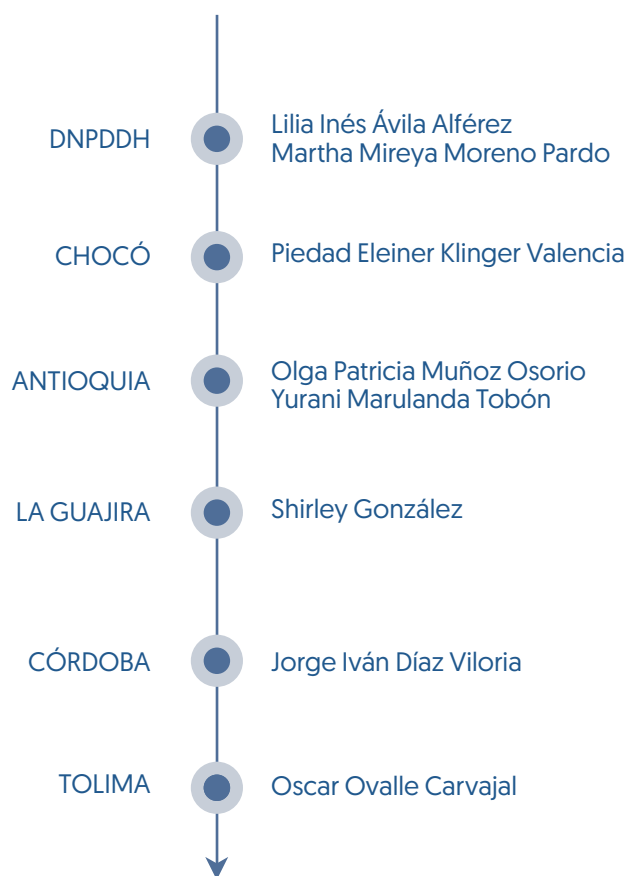 DNPDDH
Lilia Inés Ávila Alférez
Martha Mireya Moreno Pardo
CHOCÓ
Piedad Eleiner Klinger Valencia
ANTIOQUIA
Olga Patricia Muñoz Osorio
Yurani Marulanda Tobón
LA GUAJIRA
Shirley González
CÓRDOBA
Jorge Iván Díaz Viloria
TOLIMA
Oscar Ovalle Carvajal